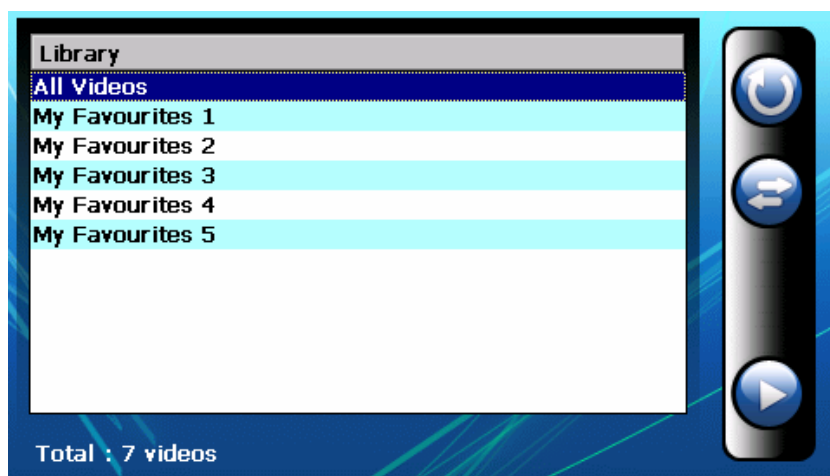 Library
All Videos
My Favourites 1
My Favourites 2
My Favourites 3
My Favourites 4
My Favourites 5
Total : 7 videos